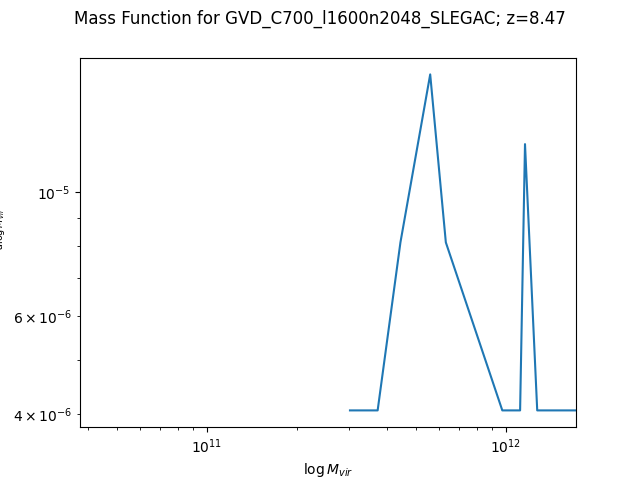 Mass Function for GVD_C700_l1600n2048_SLEGAC; z=8.47
10⁻⁵
6 × 10⁻⁶
4 × 10⁻⁶
10¹¹
10¹²
log M_vir